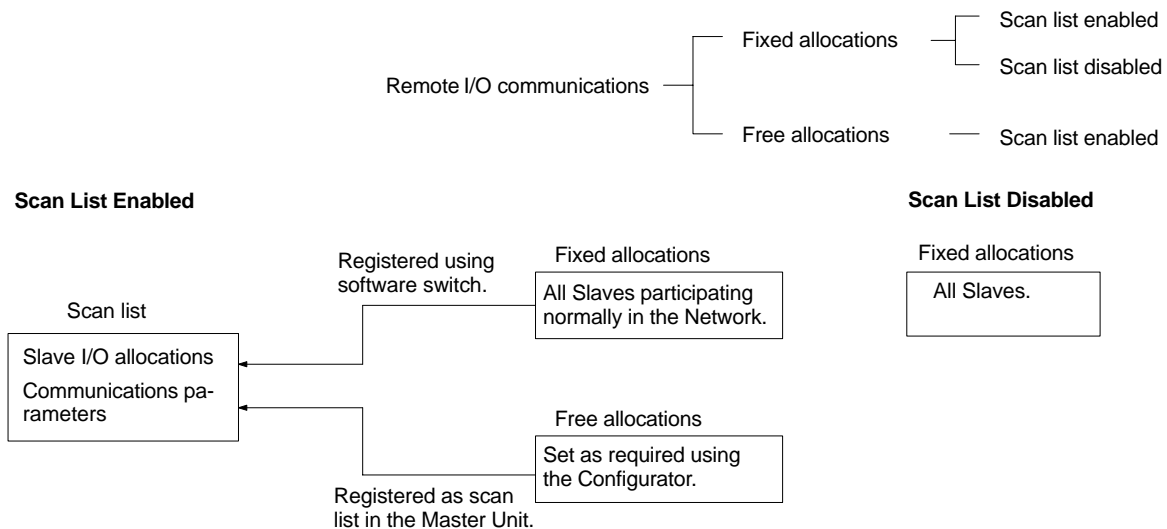 Remote I/O communications
Fixed allocations
Scan list enabled
Scan list disabled
Free allocations
Scan list enabled
Scan List Enabled
Scan list
Slave I/O allocations
Communications pa-
rameters
Registered using
software switch.
Fixed allocations
All Slaves participating
normally in the Network.
Free allocations
Set as required using
the Configurator.
Registered as scan
list in the Master Unit.
Scan List Disabled
Fixed allocations
All Slaves.